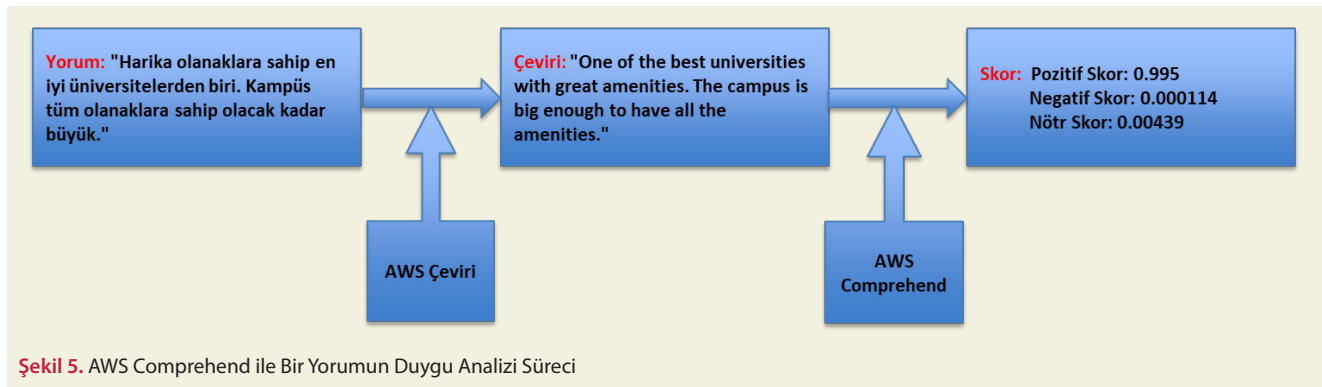 Yorum: "Harika olanaklara sahip en
iyi üniversitelerden biri. Kampüs
tüm olanaklara sahip olacak kadar
büyük."
Çeviri: "One of the best universities
with great amenities. The campus is
big enough to have all the
amenities."
Skor: Pozitif Skor: 0.995
Negatif Skor: 0.000114
Nötr Skor: 0.00439
AWS Çeviri
AWS
Comprehend
Şekil 5. AWS Comprehend ile Bir Yorumun Duygu Analizi Süreci